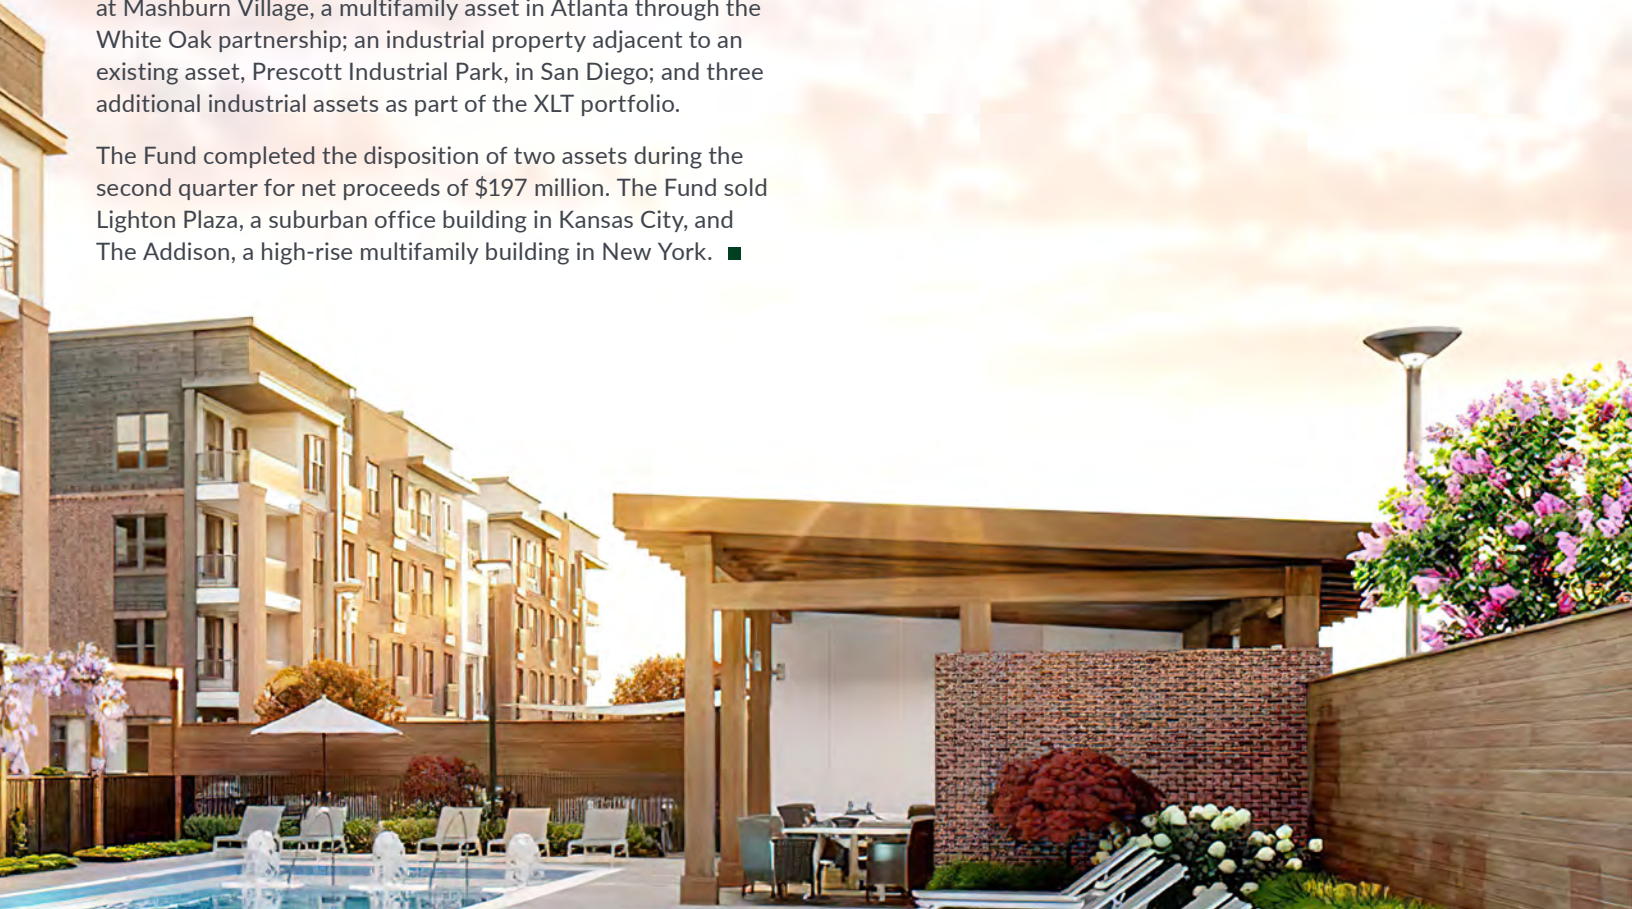 at Mashburn Village, a multifamily asset in Atlanta through the
White Oak partnership; an industrial property adjacent to an
existing asset, Prescott Industrial Park, in San Diego; and three
additional industrial assets as part of the XLT portfolio.
The Fund completed the disposition of two assets during the
second quarter for net proceeds of $197 million. The Fund sold
Lighton Plaza, a suburban office building in Kansas City, and
The Addison, a high-rise multifamily building in New York.